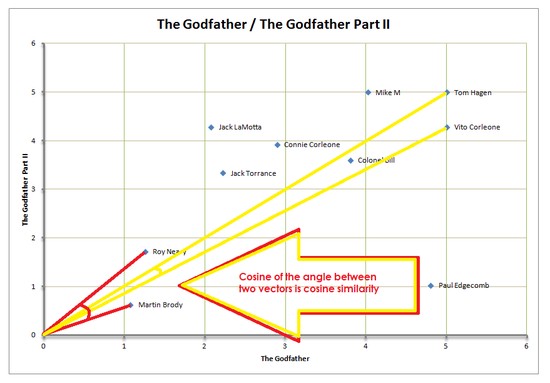 The Godfather / The Godfather Part II
6
5
4
3
2
1
0
The Godfather Part II
Mike M
Tom Hagen
Jack LaMotta
Vito Corleone
Connie Corleone
Colonel Bill
Jack Torrance
Roy Neary
Cosine of the angle between
two vectors is cosine similarity
Paul Edgecomb
Martin Brody
0
1
2
3
4
5
6
The Godfather